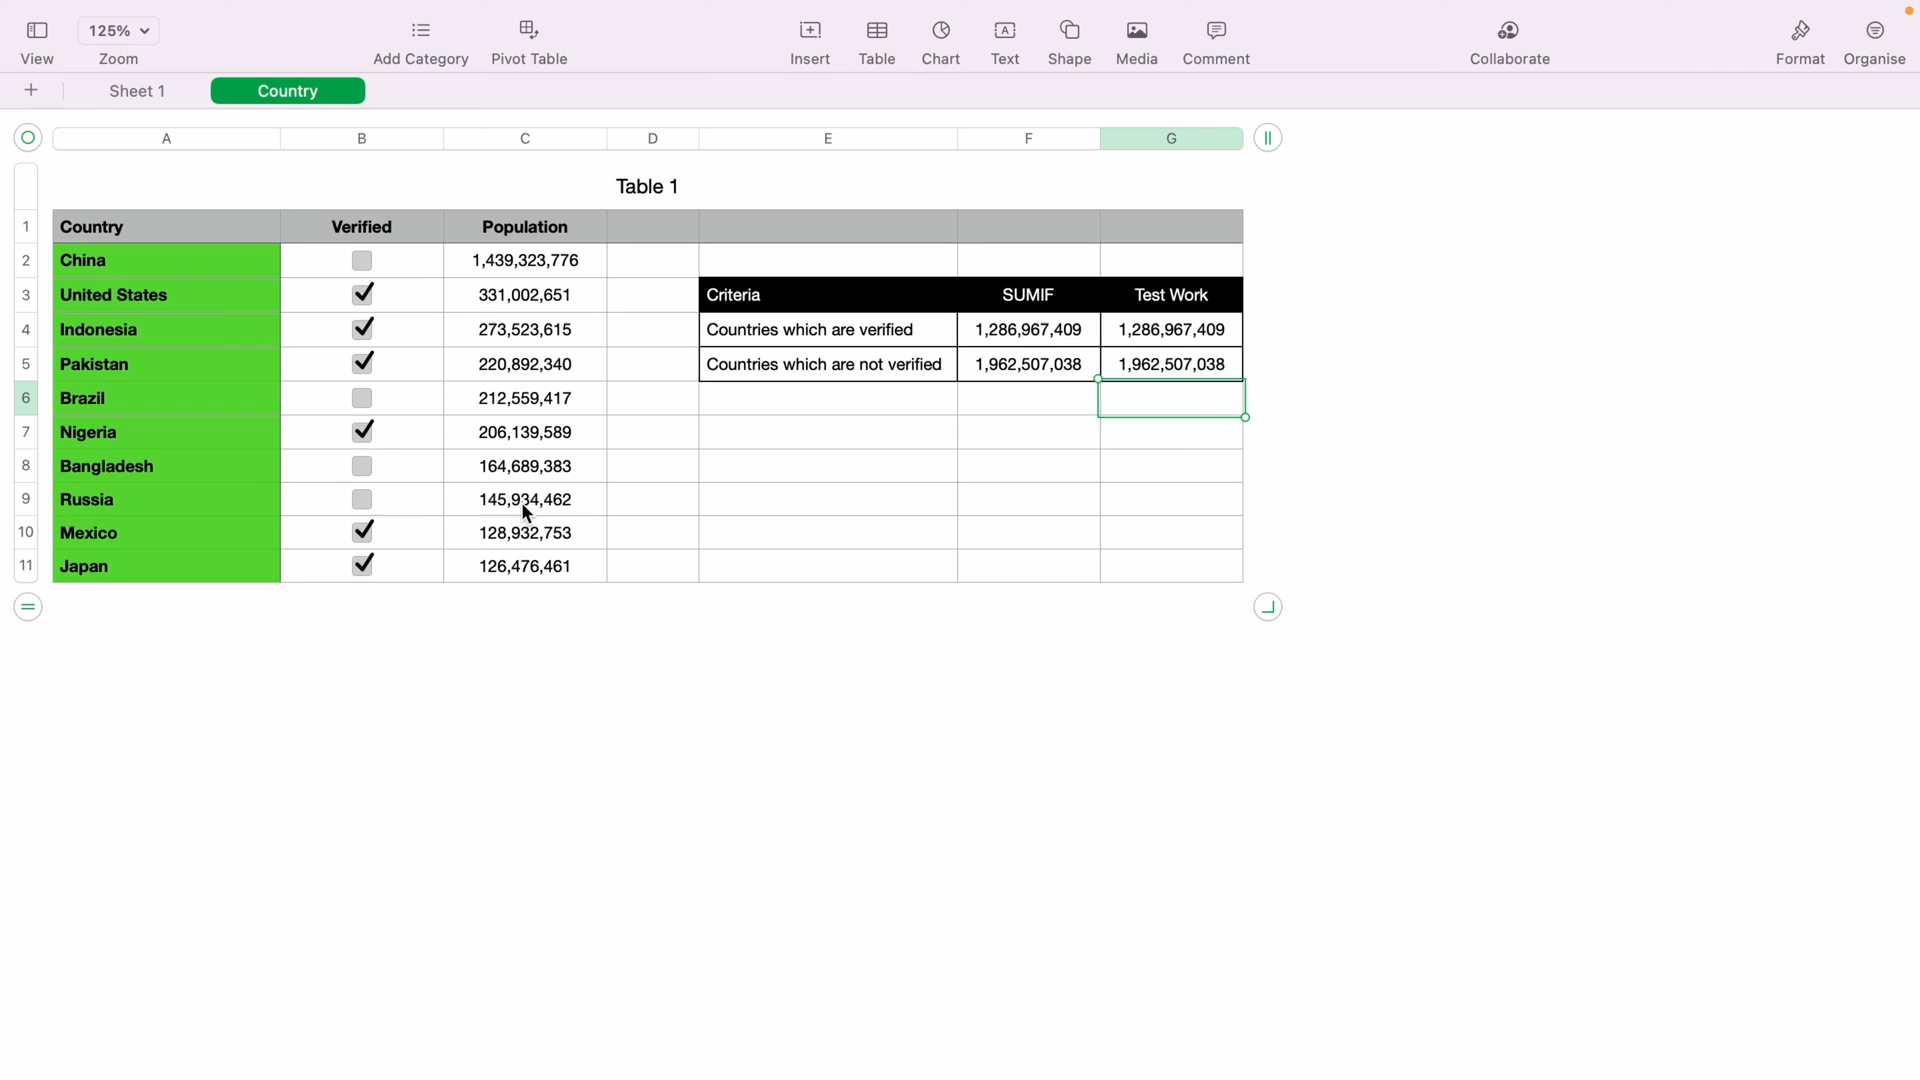 View 125% Zoom Add Category Pivot Table Insert Table Chart Text Shape Media Comment Collaborate Format Organise
+ Sheet 1 Country
A B C D E F G
Table 1
1 Country Verified Population
2 China 1,439,323,776
3 United States 331,002,651 Criteria SUMIF Test Work
4 Indonesia 273,523,615 Countries which are verified 1,286,967,409 1,286,967,409
5 Pakistan 220,892,340 Countries which are not verified 1,962,507,038 1,962,507,038
6 Brazil 212,559,417
7 Nigeria 206,139,589
8 Bangladesh 164,689,383
9 Russia 145,934,462
10 Mexico 128,932,753
11 Japan 126,476,461